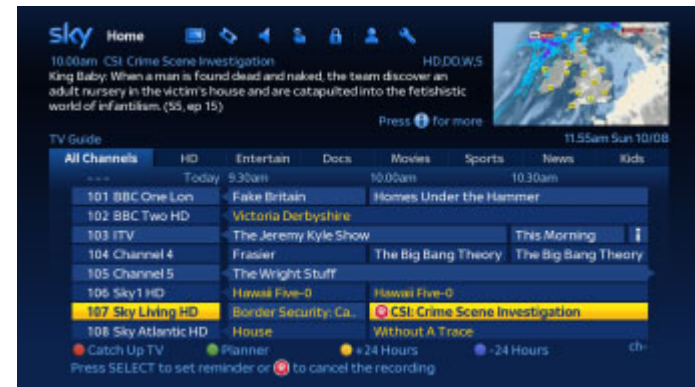 sky Home
10.00am CSI: Crime Scene Investigation HD,DO,W,S
King Baby: When a man is found dead and naked, the team discover an
adult nursery in the victim's house and are catapulted into the fetishistic
world of infantilism. (S5, ep 15)
Press i for more
TV Guide 11.55am Sun 10/08
All Channels HD Entertain Docs Movies Sports News Kids
--- Today 9.30am 10.00am 10.30am
101 BBC One Lon Fake Britain Homes Under the Hammer
102 BBC Two HD Victoria Derbyshire
103 ITV The Jeremy Kyle Show This Morning i
104 Channel 4 Frasier The Big Bang Theory The Big Bang Theory
105 Channel 5 The Wright Stuff
106 Sky1 HD Hawaii Five-0 Hawaii Five-0
107 Sky Living HD Border Security: Ca... CSI: Crime Scene Investigation
108 Sky Atlantic HD House Without A Trace
Catch Up TV Planner +24 Hours -24 Hours ch-
Press SELECT to set reminder or R to cancel the recording